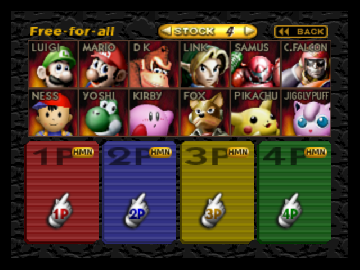 Free-for-all STOCK 4 BACK
LUIGI MARIO DK LINK SAMUS C.FALCON
NESS YOSHI KIRBY FOX PIKACHU JIGGLYPUFF
1P HMN 2P HMN 3P HMN 4P HMN
1P 2P 3P 4P